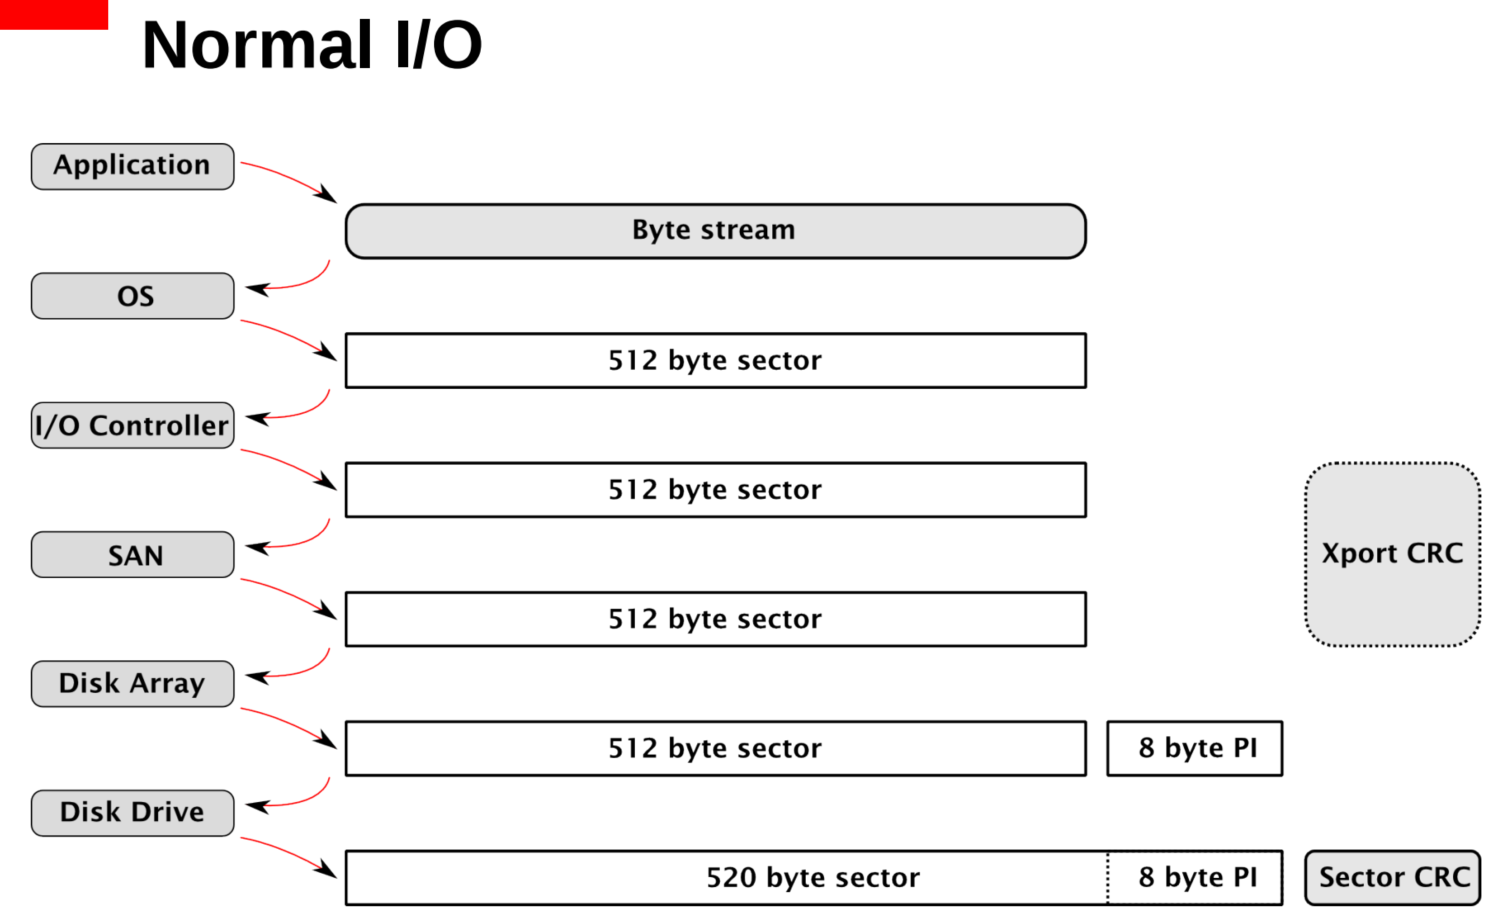 Normal I/O
Application
Byte stream
OS
512 byte sector
I/O Controller
512 byte sector
Xport CRC
SAN
512 byte sector
Disk Array
512 byte sector
8 byte PI
Disk Drive
520 byte sector
8 byte PI
Sector CRC